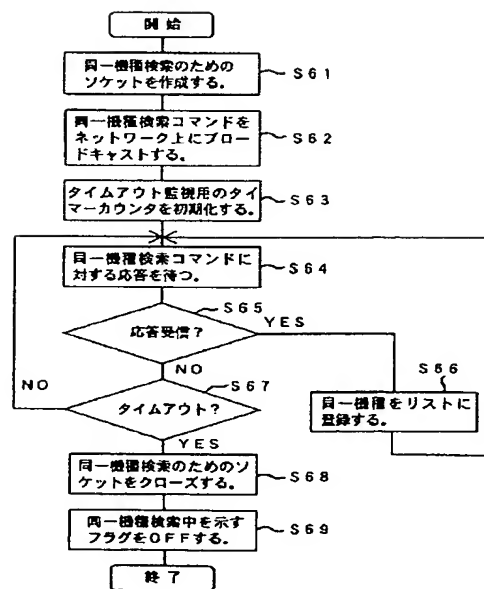 開始
同一機種検索のための
ソケットを作成する。
S61
同一機種検索コマンドを
ネットワーク上にブロード
キャストする。
S62
タイムアウト監視用のタイ
マーカウンタを初期化する。
S63
同一機種検索コマンドに
対する応答を待つ。
S64
S65
応答受信？
YES
NO
S66
同一機種をリストに
登録する。
S67
タイムアウト？
NO
YES
同一機種検索のためのソ
ケットをクローズする。
S68
同一機種検索中を示す
フラグをOFFする。
S69
終了